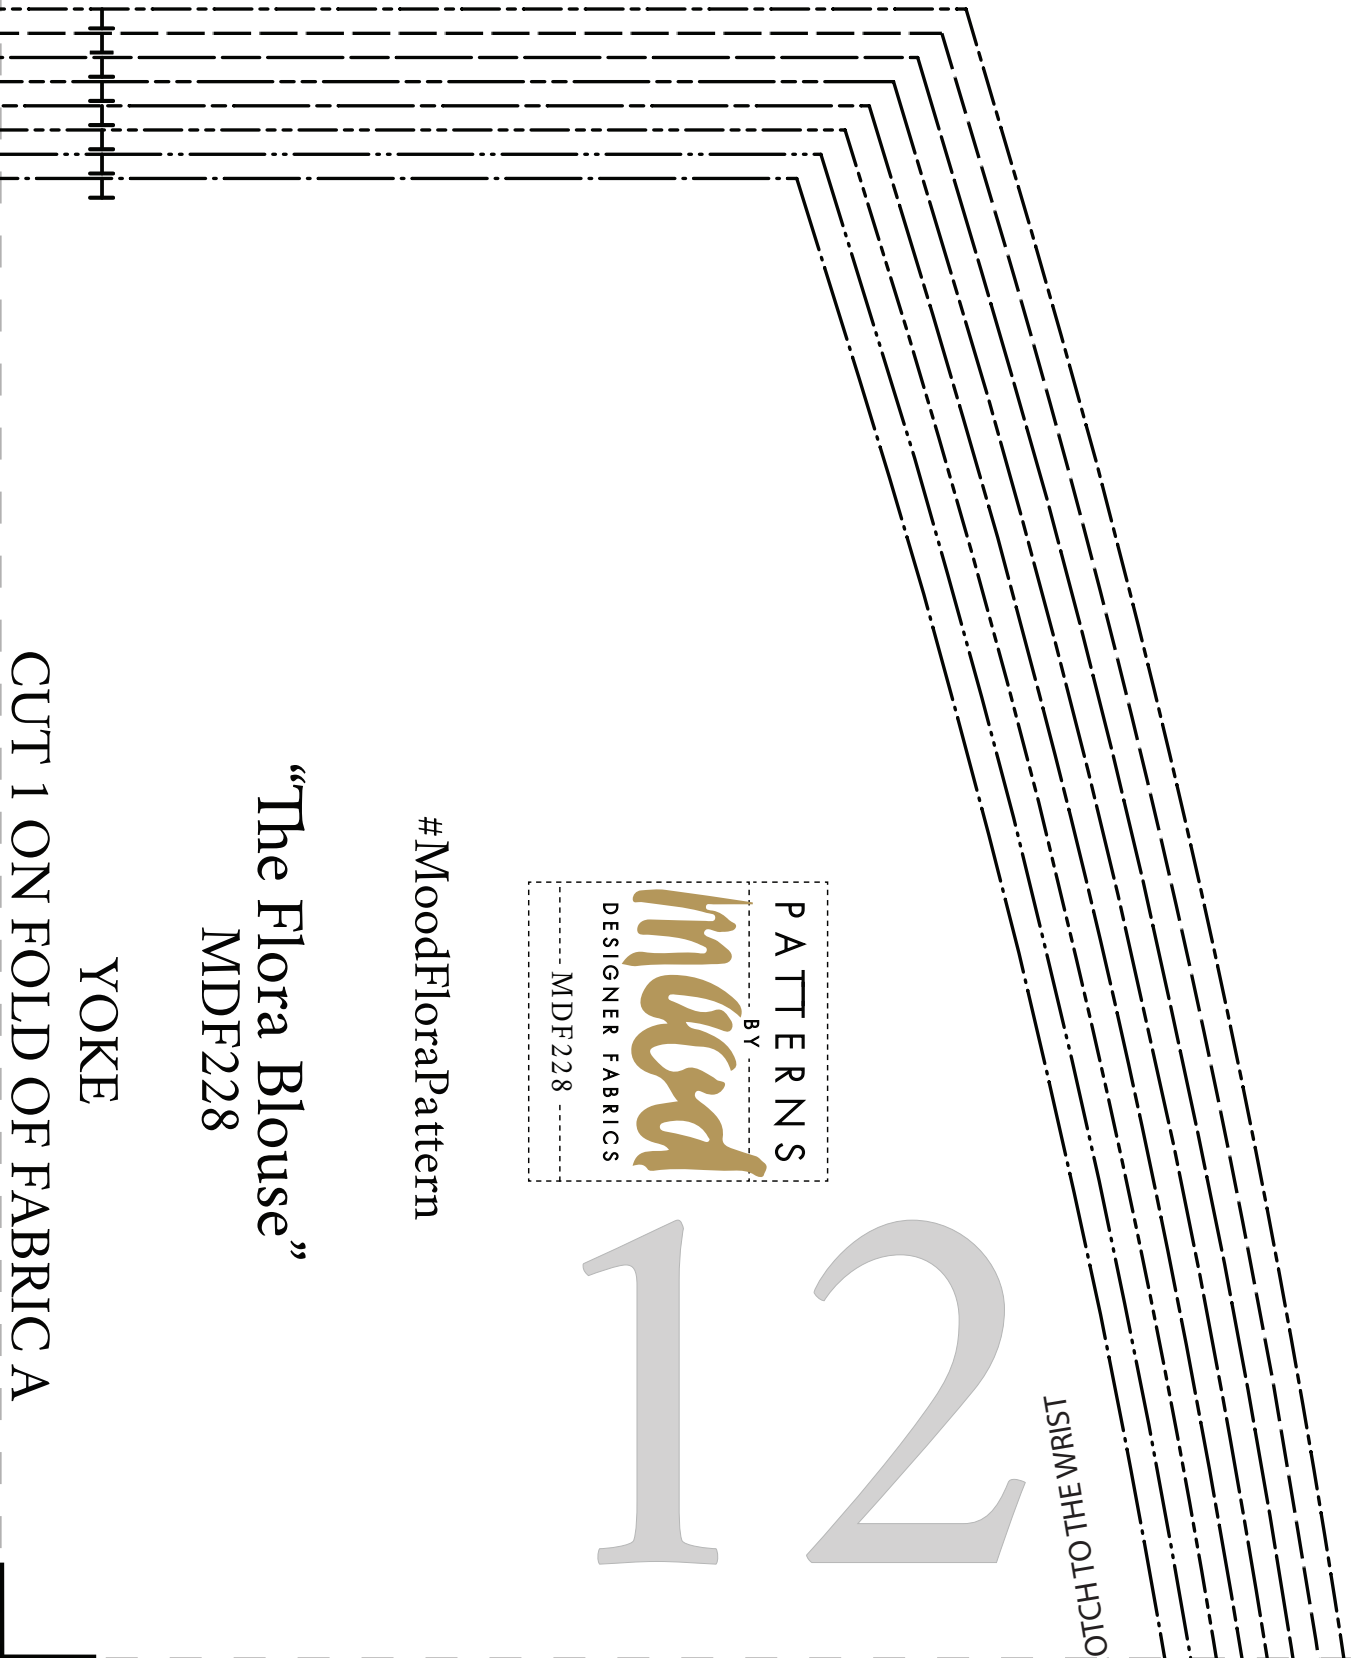 PATTERNS
BY
mood
DESIGNER FABRICS
MDF228
#MoodFloraPattern
“The Flora Blouse”
MDF228
YOKE
CUT 1 ON FOLD OF FABRIC A
12
OTCH TO THE WRIST